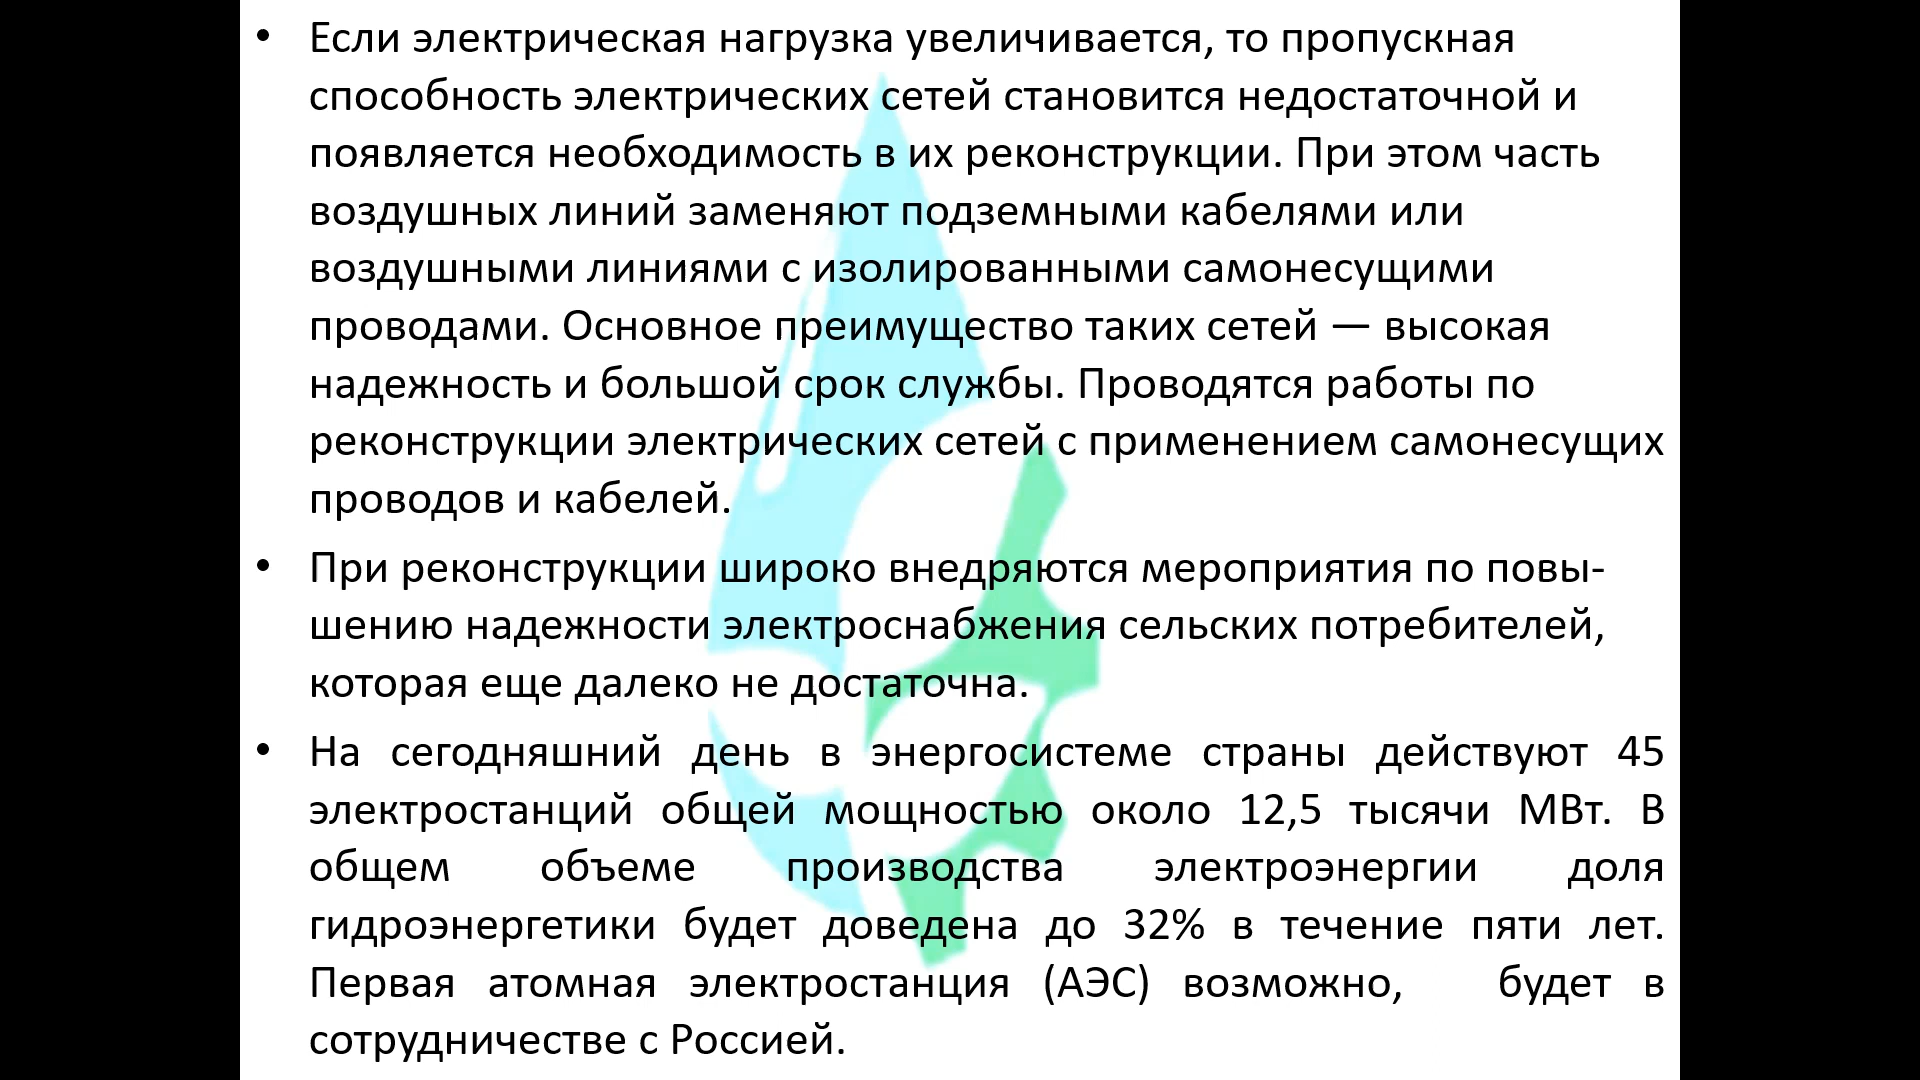 • Если электрическая нагрузка увеличивается, то пропускная
способность электрических сетей становится недостаточной и
появляется необходимость в их реконструкции. При этом часть
воздушных линий заменяют подземными кабелями или
воздушными линиями с изолированными самонесущими
проводами. Основное преимущество таких сетей — высокая
надежность и большой срок службы. Проводятся работы по
реконструкции электрических сетей с применением самонесущих
проводов и кабелей.
• При реконструкции широко внедряются мероприятия по повы-
шению надежности электроснабжения сельских потребителей,
которая еще далеко не достаточна.
• На сегодняшний день в энергосистеме страны действуют 45
электростанций общей мощностью около 12,5 тысячи МВт. В
общем объеме производства электроэнергии доля
гидроэнергетики будет доведена до 32% в течение пяти лет.
Первая атомная электростанция (АЭС) возможно, будет в
сотрудничестве с Россией.